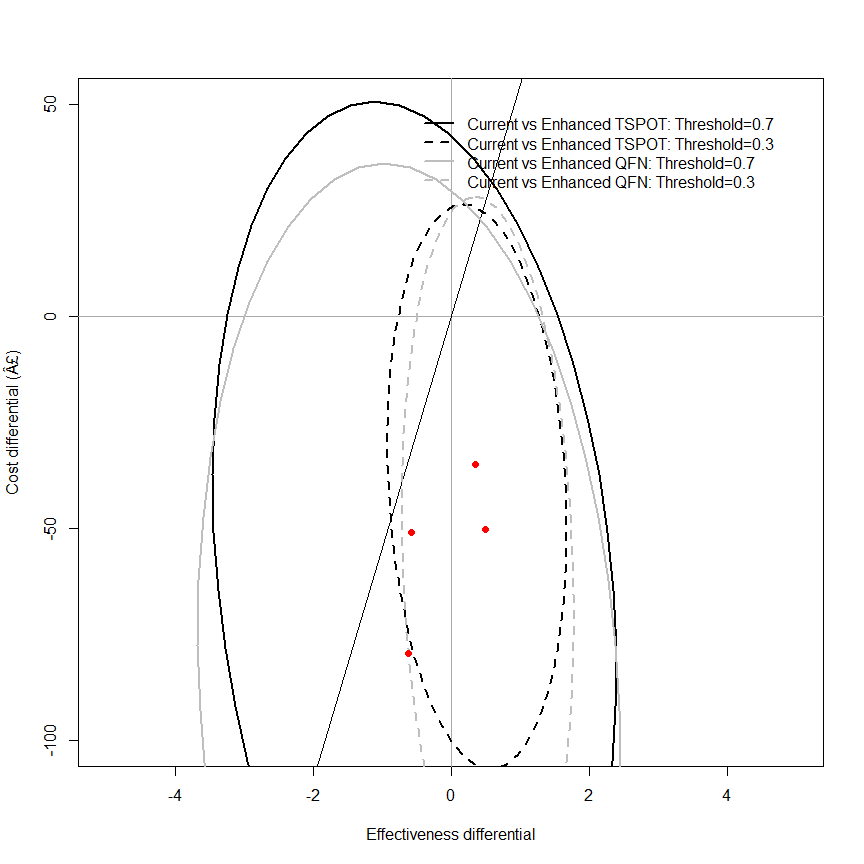 50
0
-50
-100
Cost differential (Â£)
Current vs Enhanced TSPOT: Threshold=0.7
Current vs Enhanced TSPOT: Threshold=0.3
Current vs Enhanced QFN: Threshold=0.7
Current vs Enhanced QFN: Threshold=0.3
-4 -2 0 2 4
Effectiveness differential